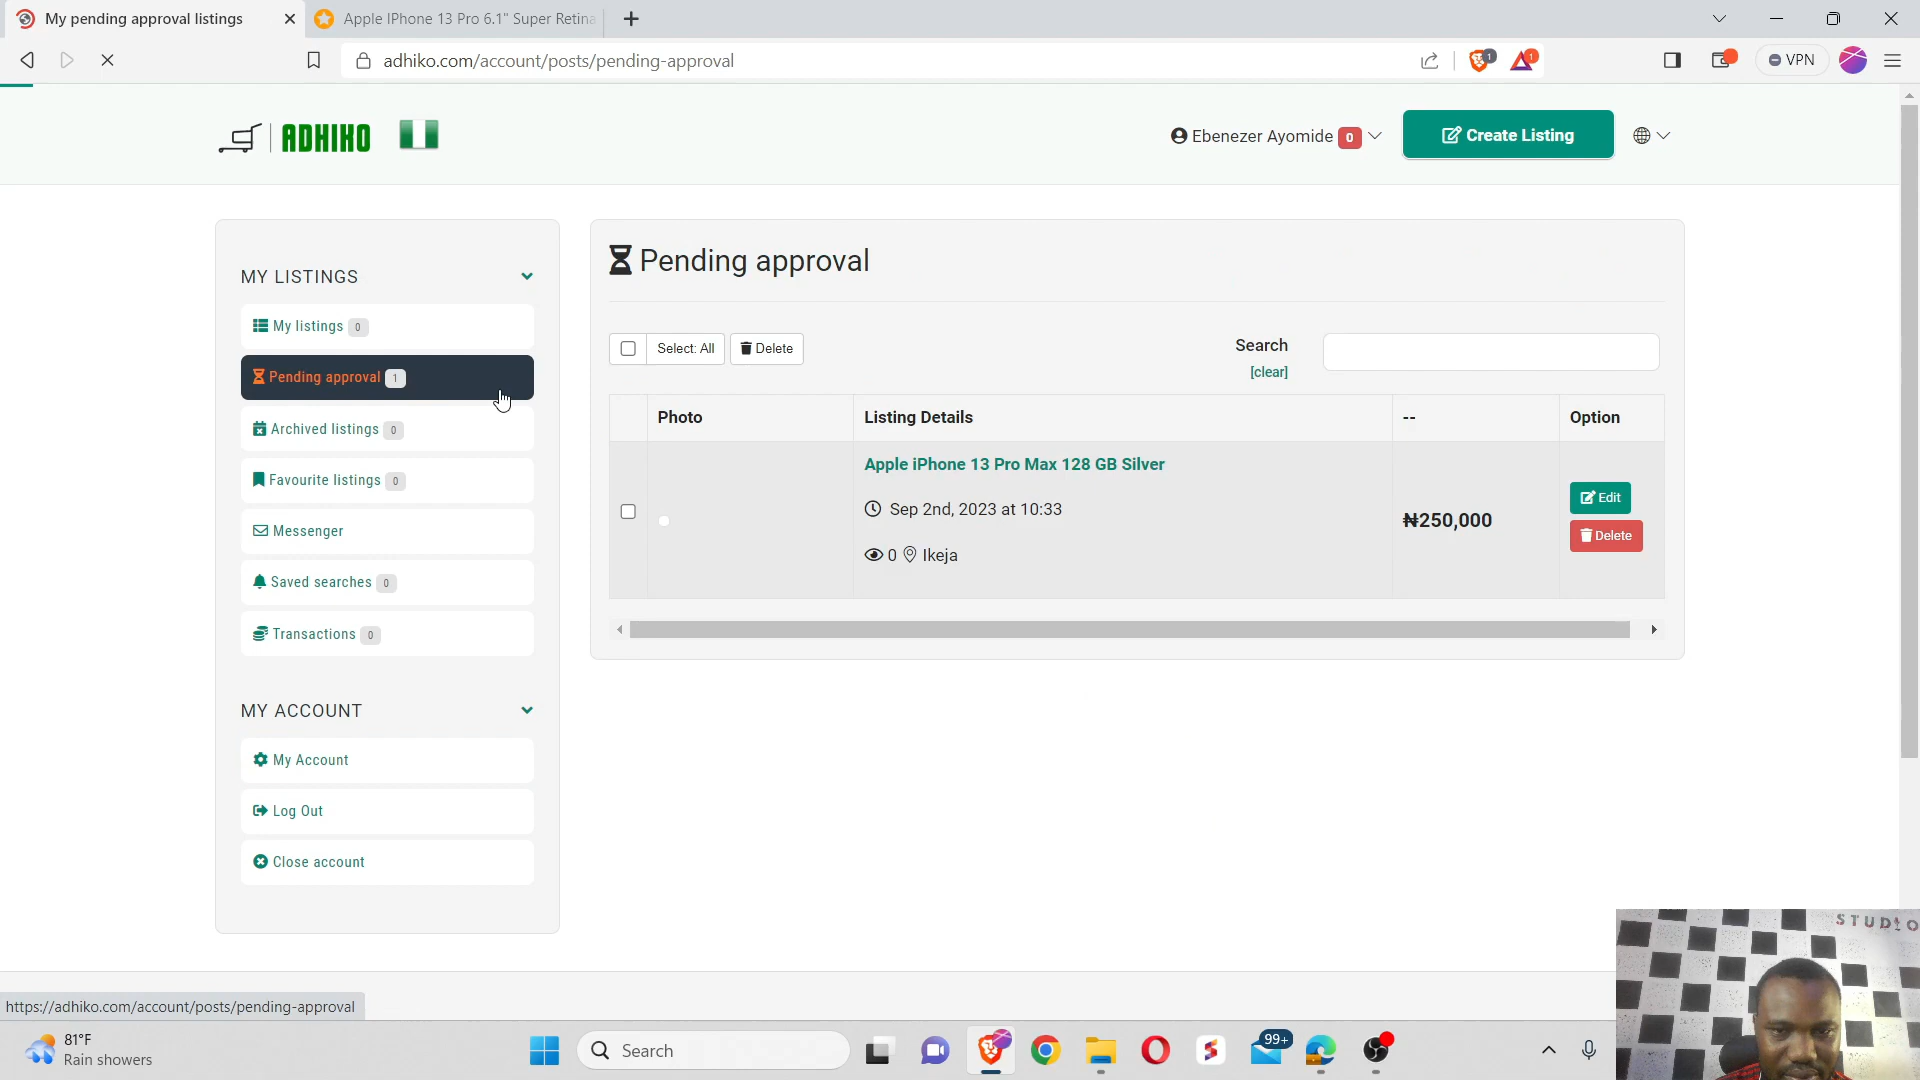 My pending approval listings
Apple IPhone 13 Pro 6.1" Super Retina
adhiko.com/account/posts/pending-approval
1
1
VPN
ADHIKO
Ebenezer Ayomide 0
Create Listing
MY LISTINGS
My listings 0
Pending approval 1
Archived listings 0
Favourite listings 0
Messenger
Saved searches 0
Transactions 0
MY ACCOUNT
My Account
Log Out
Close account
Pending approval
Select: All
Delete
Search
[clear]
Photo
Listing Details
--
Option
Apple iPhone 13 Pro Max 128 GB Silver
Sep 2nd, 2023 at 10:33
0 Ikeja
₦250,000
Edit
Delete
STUDIO
https://adhiko.com/account/posts/pending-approval
81°F
Rain showers
Search
99+